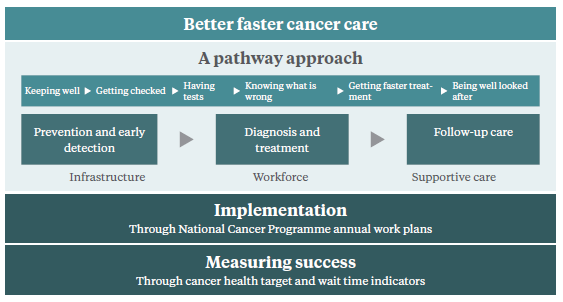 Better faster cancer care
A pathway approach
Keeping well
Getting checked
Having
tests
Knowing what is
wrong
Getting faster treat-
ment
Being well looked
after
Prevention and early
detection
Diagnosis and
treatment
Follow-up care
Infrastructure
Workforce
Supportive care
Implementation
Through National Cancer Programme annual work plans
Measuring success
Through cancer health target and wait time indicators